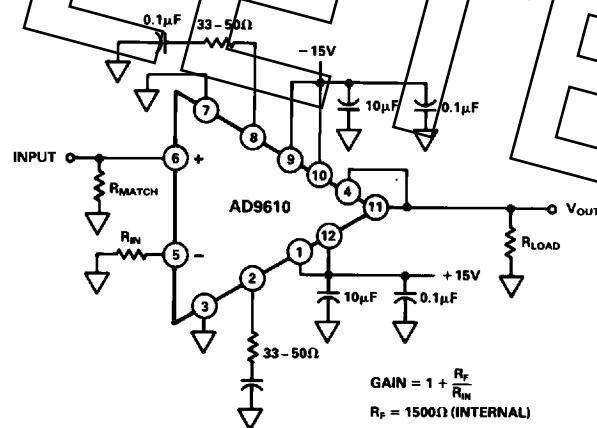 0.1μF
33–50Ω
–15V
7
10μF
0.1μF
8
9
INPUT
6
+
10
RMATCH
4
AD9610
11
VOUT
RIN
12
RLOAD
5
–
1
+15V
2
10μF
0.1μF
3
33–50Ω
GAIN = 1 + RF
RIN
RF = 1500Ω (INTERNAL)